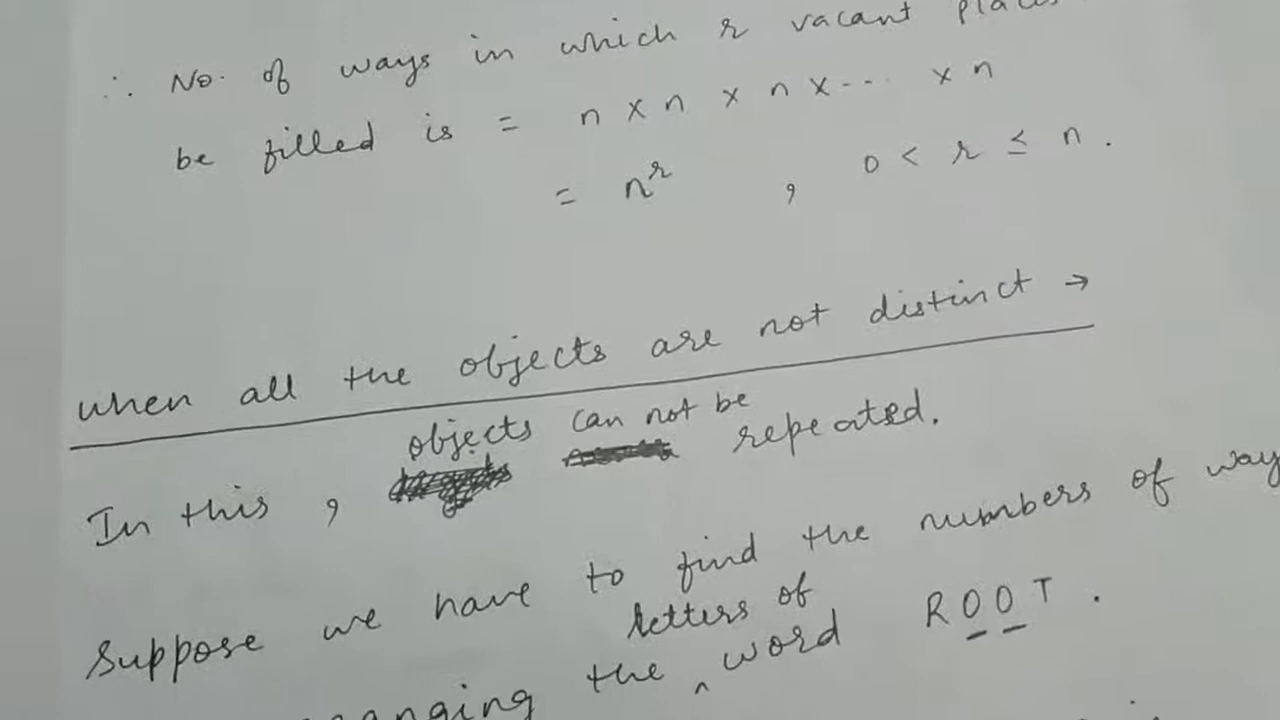 ∴ No. of ways in which r vacant
be filled is = n × n × n × --- × n
= n^r , 0 < r ≤ n .
when all the objects are not distinct →
objects can not be
In this , repeated.
Suppose we have to find the numbers of
letters of
the ^ word ROOT .